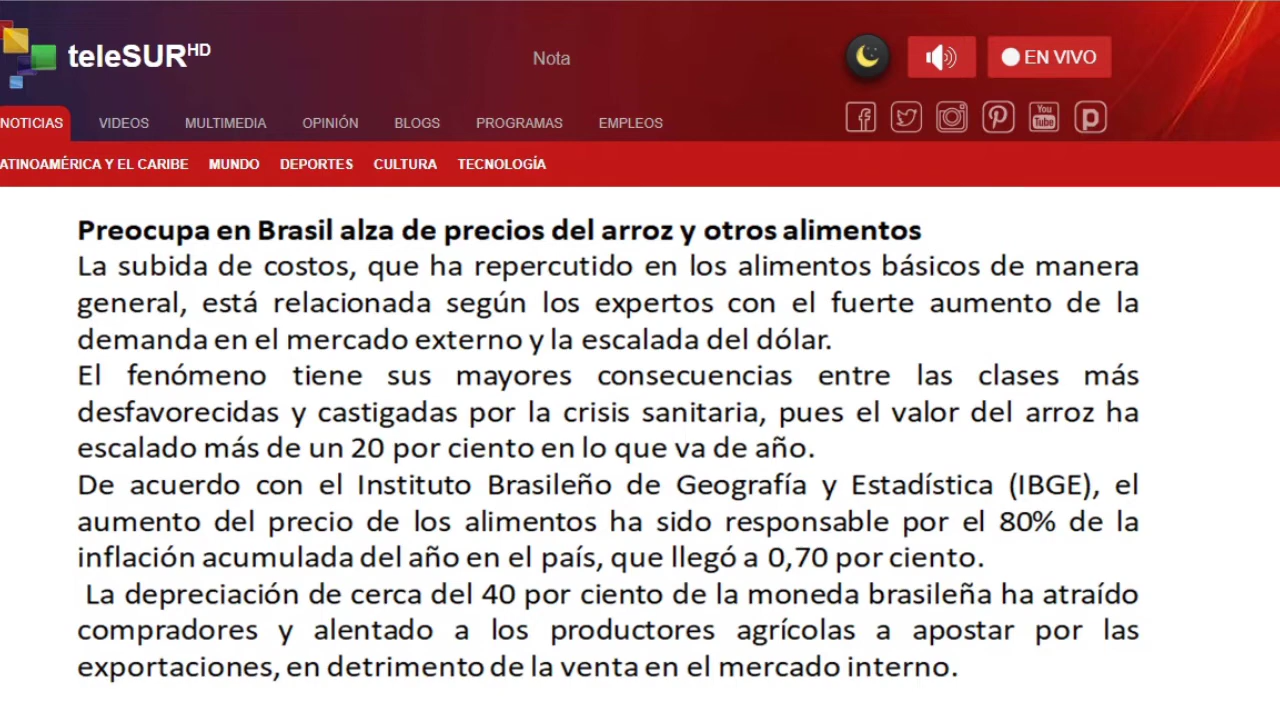 teleSURHD
Nota
EN VIVO
NOTICIAS VIDEOS MULTIMEDIA OPINIÓN BLOGS PROGRAMAS EMPLEOS
You Tube
ATINOAMÉRICA Y EL CARIBE MUNDO DEPORTES CULTURA TECNOLOGÍA
Preocupa en Brasil alza de precios del arroz y otros alimentos
La subida de costos, que ha repercutido en los alimentos básicos de manera
general, está relacionada según los expertos con el fuerte aumento de la
demanda en el mercado externo y la escalada del dólar.
El fenómeno tiene sus mayores consecuencias entre las clases más
desfavorecidas y castigadas por la crisis sanitaria, pues el valor del arroz ha
escalado más de un 20 por ciento en lo que va de año.
De acuerdo con el Instituto Brasileño de Geografía y Estadística (IBGE), el
aumento del precio de los alimentos ha sido responsable por el 80% de la
inflación acumulada del año en el país, que llegó a 0,70 por ciento.
La depreciación de cerca del 40 por ciento de la moneda brasileña ha atraído
compradores y alentado a los productores agrícolas a apostar por las
exportaciones, en detrimento de la venta en el mercado interno.